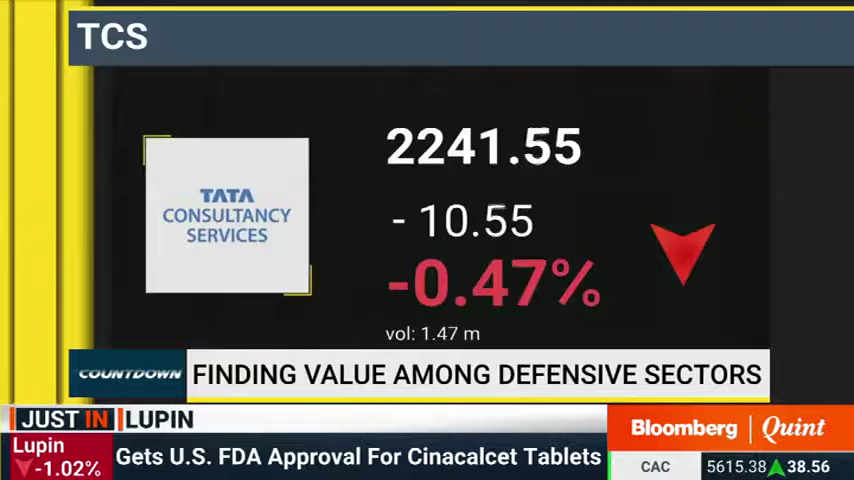 TCS
TATA
CONSULTANCY
SERVICES
2241.55
- 10.55
-0.47%
vol: 1.47 m
COUNTDOWN
FINDING VALUE AMONG DEFENSIVE SECTORS
JUST IN LUPIN
Lupin
-1.02%
Gets U.S. FDA Approval For Cinacalcet Tablets
Bloomberg | Quint
CAC 5615.38 38.56